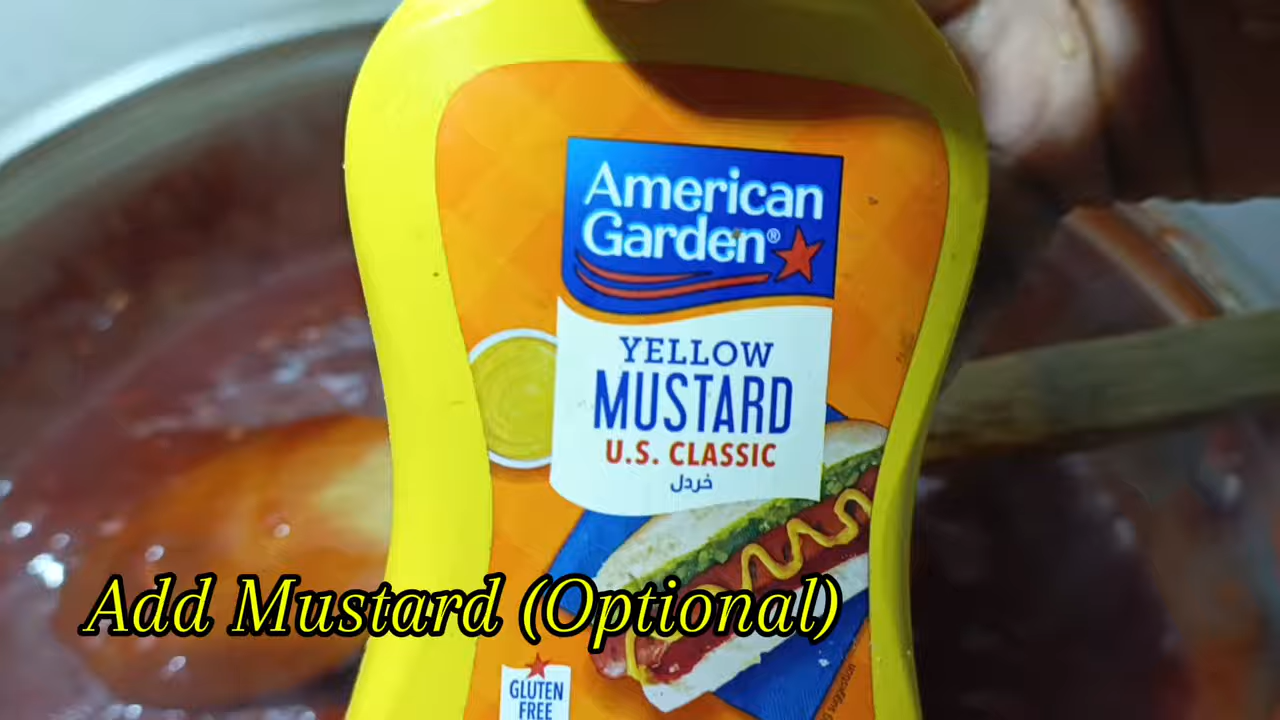 American
Garden®
YELLOW
MUSTARD
U.S. CLASSIC
خردل
Add Mustard (Optional)
GLUTEN
FREE